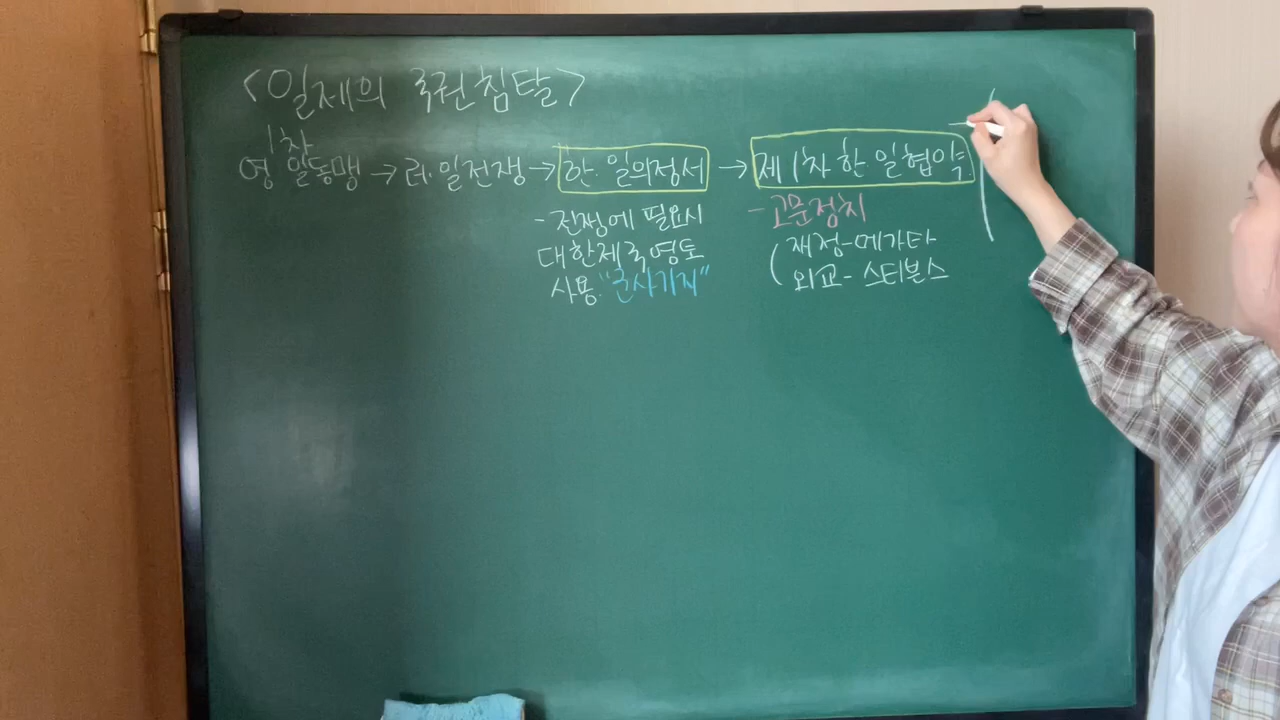 <일제의 국권침탈>
1차
영일동맹 → 러.일전쟁 → 한.일의정서 → 제1차 한일협약
- 전쟁에 필요시
대한제국영토
사용. "군사기지"
- 고문정치
( 재정-메가타
외교- 스티븐스